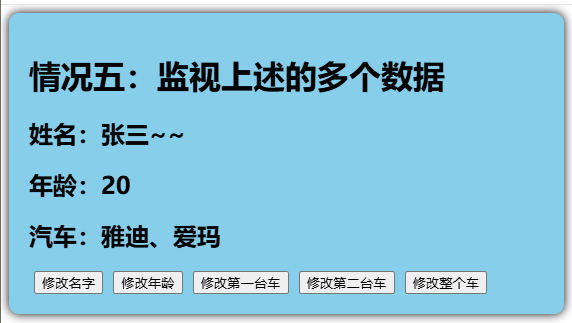 情况五：监视上述的多个数据
姓名：张三~~
年龄：20
汽车：雅迪、爱玛
修改名字 修改年龄 修改第一台车 修改第二台车 修改整个车